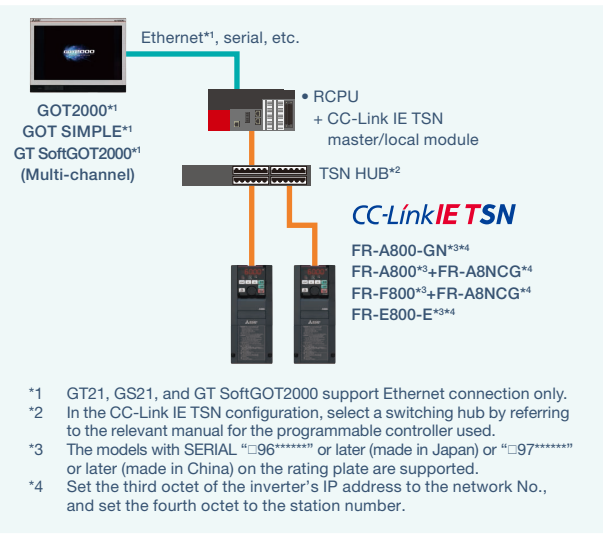 Ethernet*1, serial, etc.
GOT2000
GOT2000*1
GOT SIMPLE*1
GT SoftGOT2000*1
(Multi-channel)
• RCPU
+ CC-Link IE TSN
master/local module
TSN HUB*2
CC-Link IE TSN
FR-A800-GN*3*4
FR-A800*3+FR-A8NCG*4
FR-F800*3+FR-A8NCG*4
FR-E800-E*3*4
*1 GT21, GS21, and GT SoftGOT2000 support Ethernet connection only.
*2 In the CC-Link IE TSN configuration, select a switching hub by referring
to the relevant manual for the programmable controller used.
*3 The models with SERIAL “□96******” or later (made in Japan) or “□97******”
or later (made in China) on the rating plate are supported.
*4 Set the third octet of the inverter’s IP address to the network No.,
and set the fourth octet to the station number.